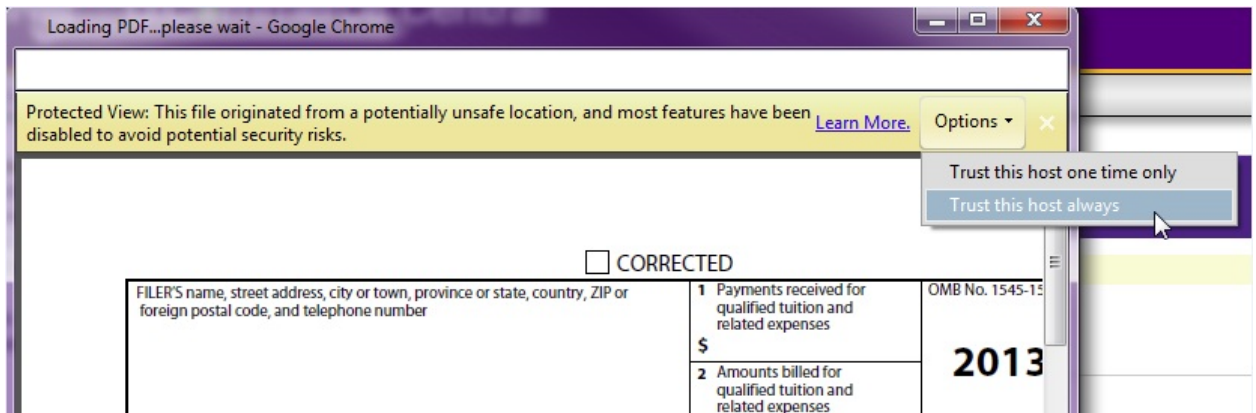 Loading PDF...please wait - Google Chrome
Protected View: This file originated from a potentially unsafe location, and most features have been
disabled to avoid potential security risks.
Learn More.
Options
Trust this host one time only
Trust this host always
CORRECTED
FILER'S name, street address, city or town, province or state, country, ZIP or
foreign postal code, and telephone number
1 Payments received for
qualified tuition and
related expenses
$
2 Amounts billed for
qualified tuition and
related expenses
OMB No. 1545-15
2013